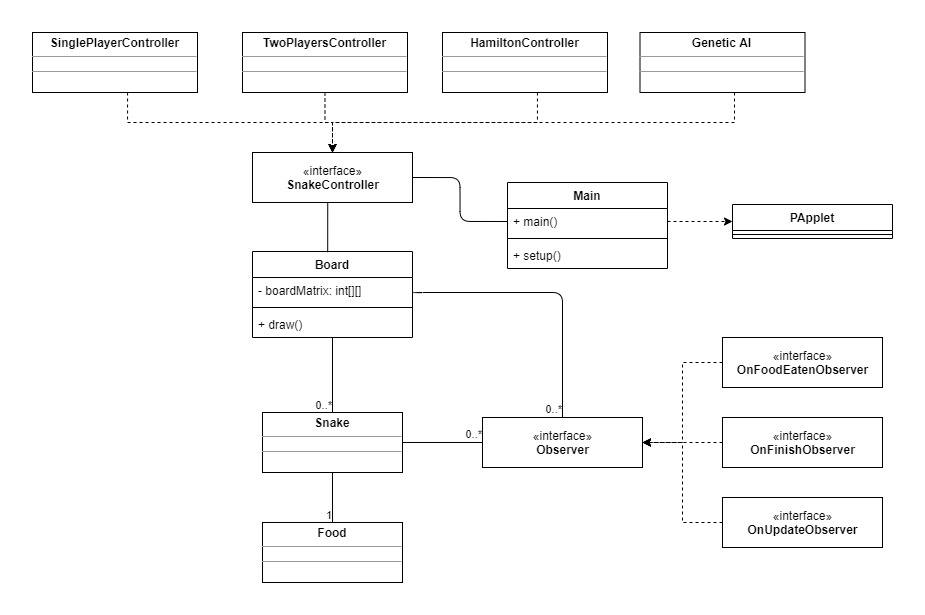 SinglePlayerController
TwoPlayersController
HamiltonController
Genetic AI
«interface»
SnakeController
Main
+ main()
+ setup()
PApplet
Board
- boardMatrix: int[][]
+ draw()
«interface»
OnFoodEatenObserver
0..*
Snake
0..*
0..*
«interface»
Observer
«interface»
OnFinishObserver
«interface»
OnUpdateObserver
1
Food